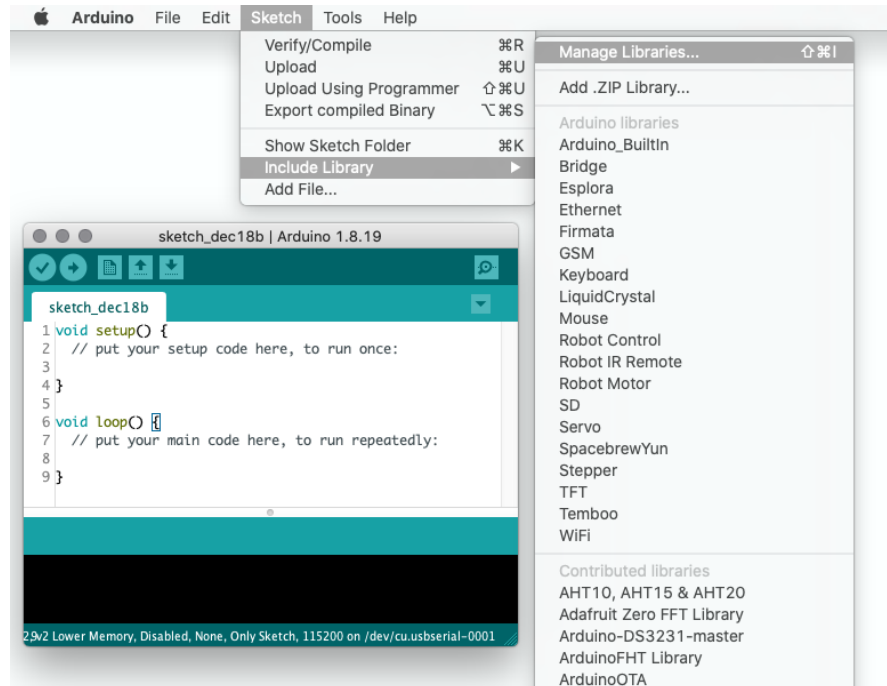 Arduino File Edit Sketch Tools Help
Verify/Compile ⌘R
Upload ⌘U
Upload Using Programmer ⇧⌘U
Export compiled Binary ⌥⌘S
Show Sketch Folder ⌘K
Include Library ▶
Add File...
Manage Libraries... ⇧⌘I
Add .ZIP Library...
Arduino libraries
Arduino_BuiltIn
Bridge
Esplora
Ethernet
Firmata
GSM
Keyboard
LiquidCrystal
Mouse
Robot Control
Robot IR Remote
Robot Motor
SD
Servo
SpacebrewYun
Stepper
TFT
Temboo
WiFi
Contributed libraries
AHT10, AHT15 & AHT20
Adafruit Zero FFT Library
Arduino-DS3231-master
ArduinoFHT Library
ArduinoOTA
sketch_dec18b | Arduino 1.8.19
sketch_dec18b
1 void setup() {
2 // put your setup code here, to run once:
3
4 }
5
6 void loop() {
7 // put your main code here, to run repeatedly:
8
9 }
Lower Memory, Disabled, None, Only Sketch, 115200 on /dev/cu.usbserial-0001